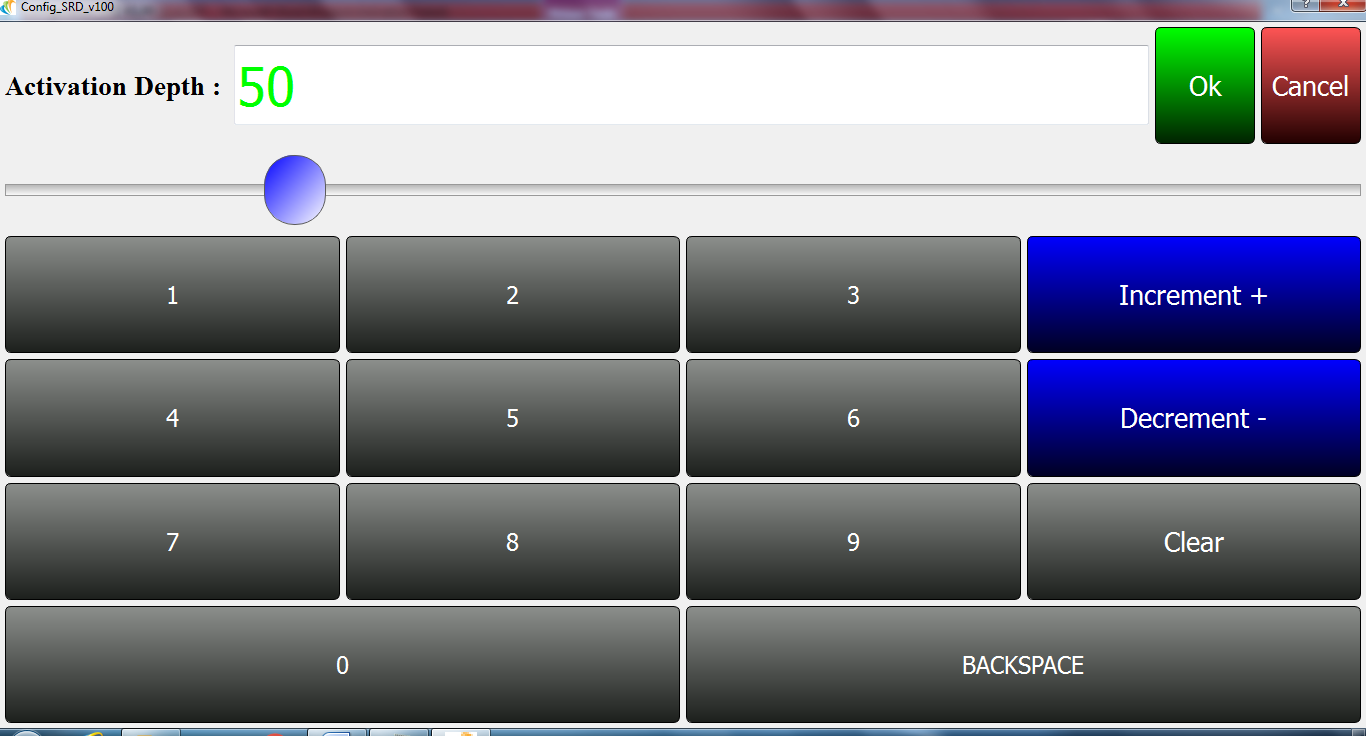 Config_SRD_v100
? x
Activation Depth : 50 Ok Cancel
1 2 3 Increment +
4 5 6 Decrement -
7 8 9 Clear
0 BACKSPACE